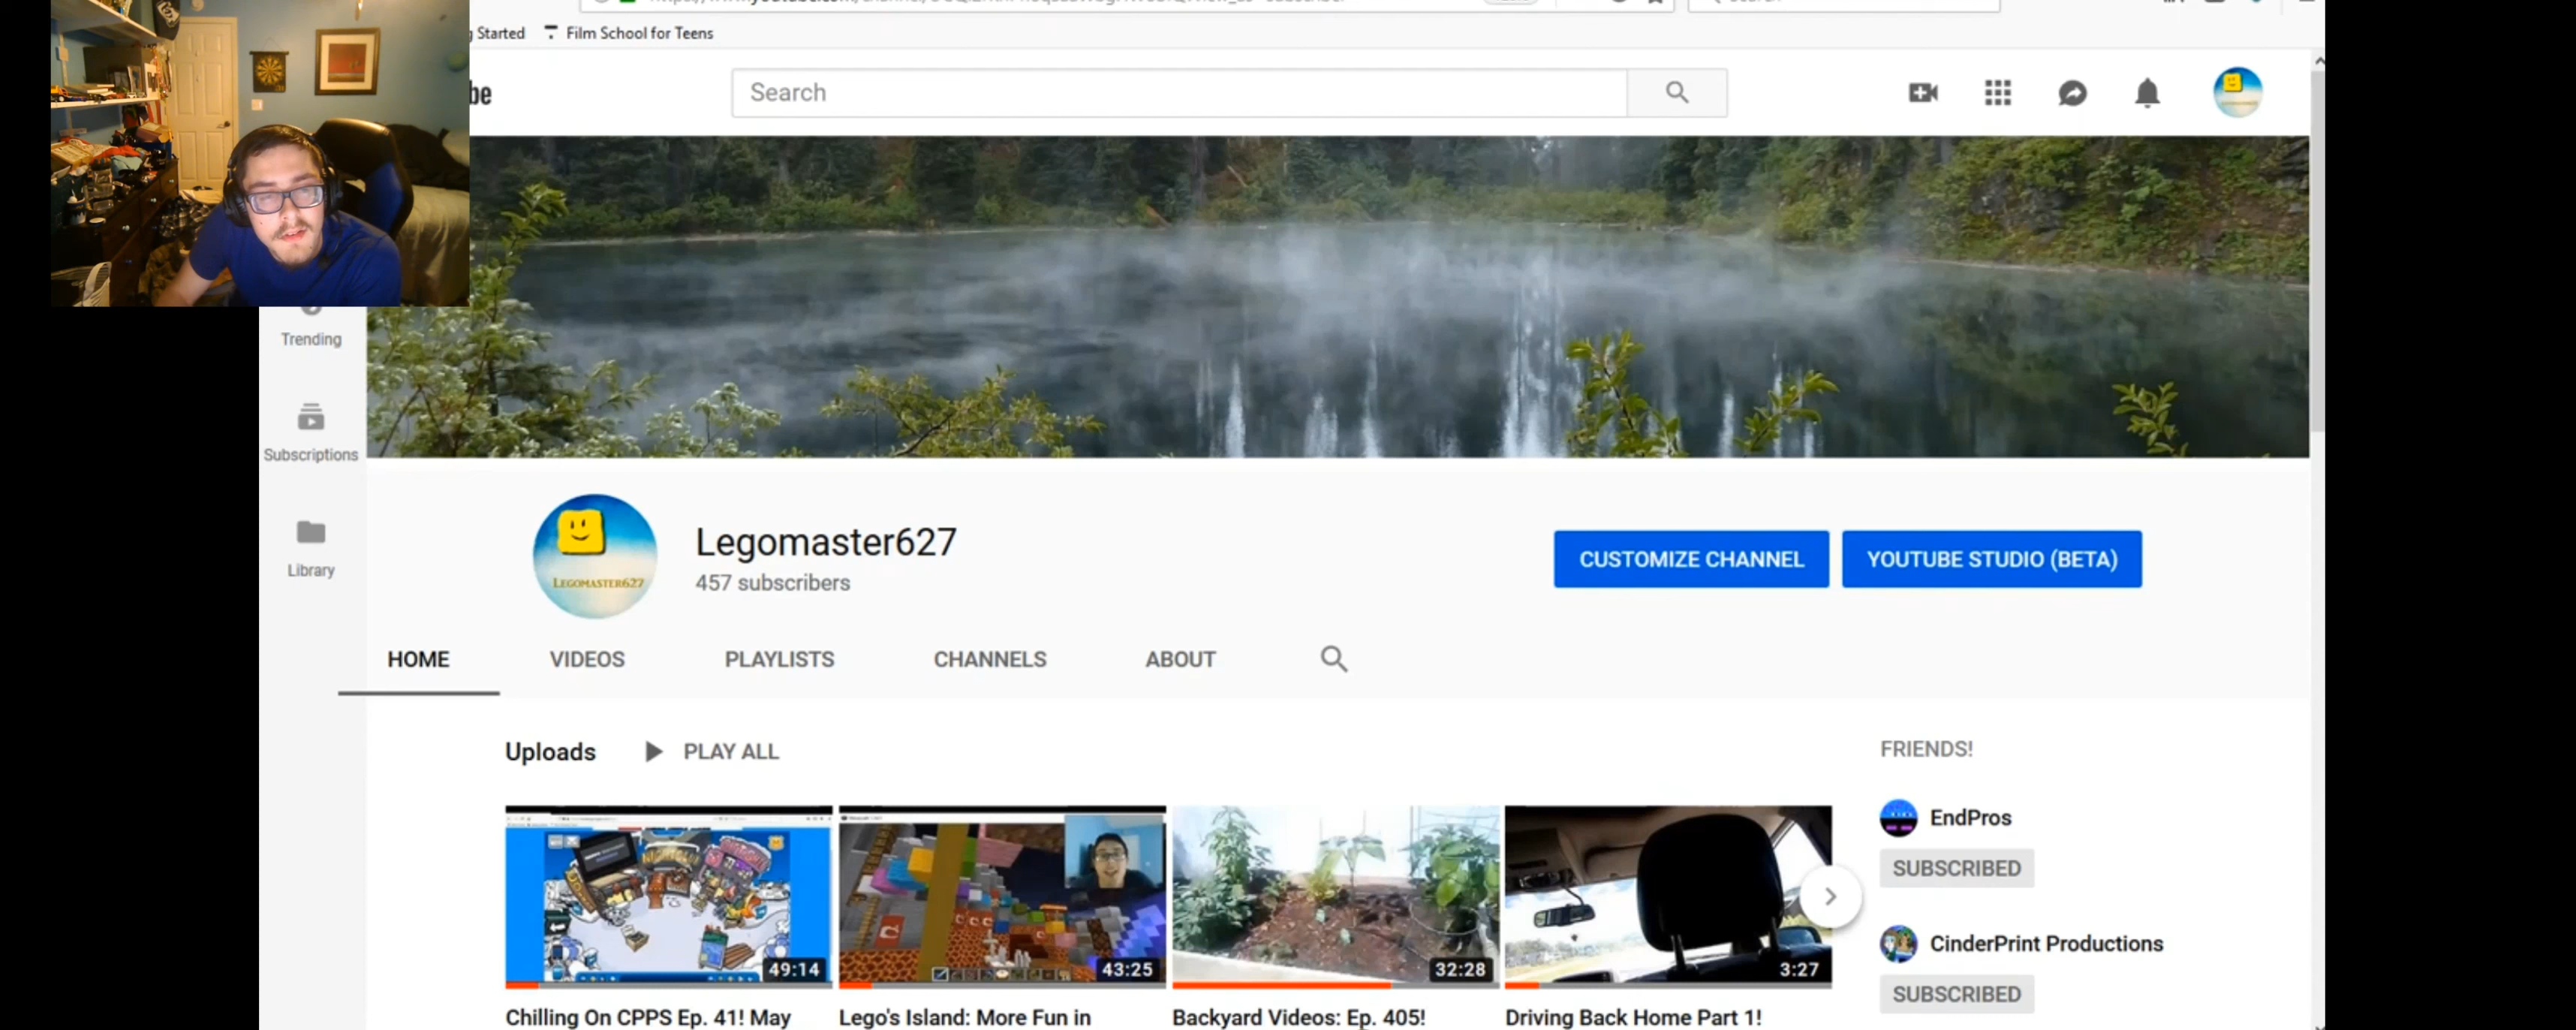 Started Film School for Teens
be
Search
Trending
Subscriptions
Library
LEGOMASTER627
Legomaster627
457 subscribers
CUSTOMIZE CHANNEL
YOUTUBE STUDIO (BETA)
HOME VIDEOS PLAYLISTS CHANNELS ABOUT
Uploads PLAY ALL
49:14
43:25
32:28
3:27
Chilling On CPPS Ep. 41! May
Lego's Island: More Fun in
Backyard Videos: Ep. 405!
Driving Back Home Part 1!
FRIENDS!
EndPros
SUBSCRIBED
CinderPrint Productions
SUBSCRIBED